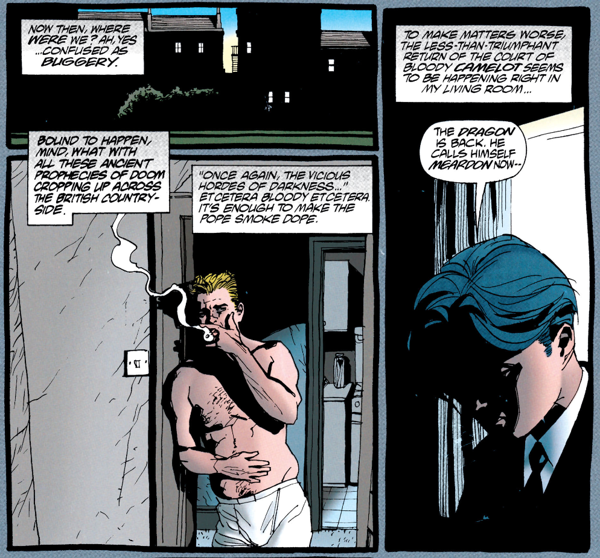 NOW THEN, WHERE
WERE WE? AH, YES
...CONFUSED AS
BUGGERY.
BOUND TO HAPPEN,
MIND, WHAT WITH
ALL THESE ANCIENT
PROPHECIES OF DOOM
CROPPING UP ACROSS
THE BRITISH COUNTRY-
SIDE.
"ONCE AGAIN, THE VICIOUS
HORDES OF DARKNESS..."
ETCETERA BLOODY ETCETERA.
IT'S ENOUGH TO MAKE THE
POPE SMOKE DOPE.
TO MAKE MATTERS WORSE,
THE LESS-THAN-TRIUMPHANT
RETURN OF THE COURT OF
BLOODY CAMELOT SEEMS
TO BE HAPPENING RIGHT IN
MY LIVING ROOM...
THE DRAGON
IS BACK. HE
CALLS HIMSELF
MEARDON NOW--